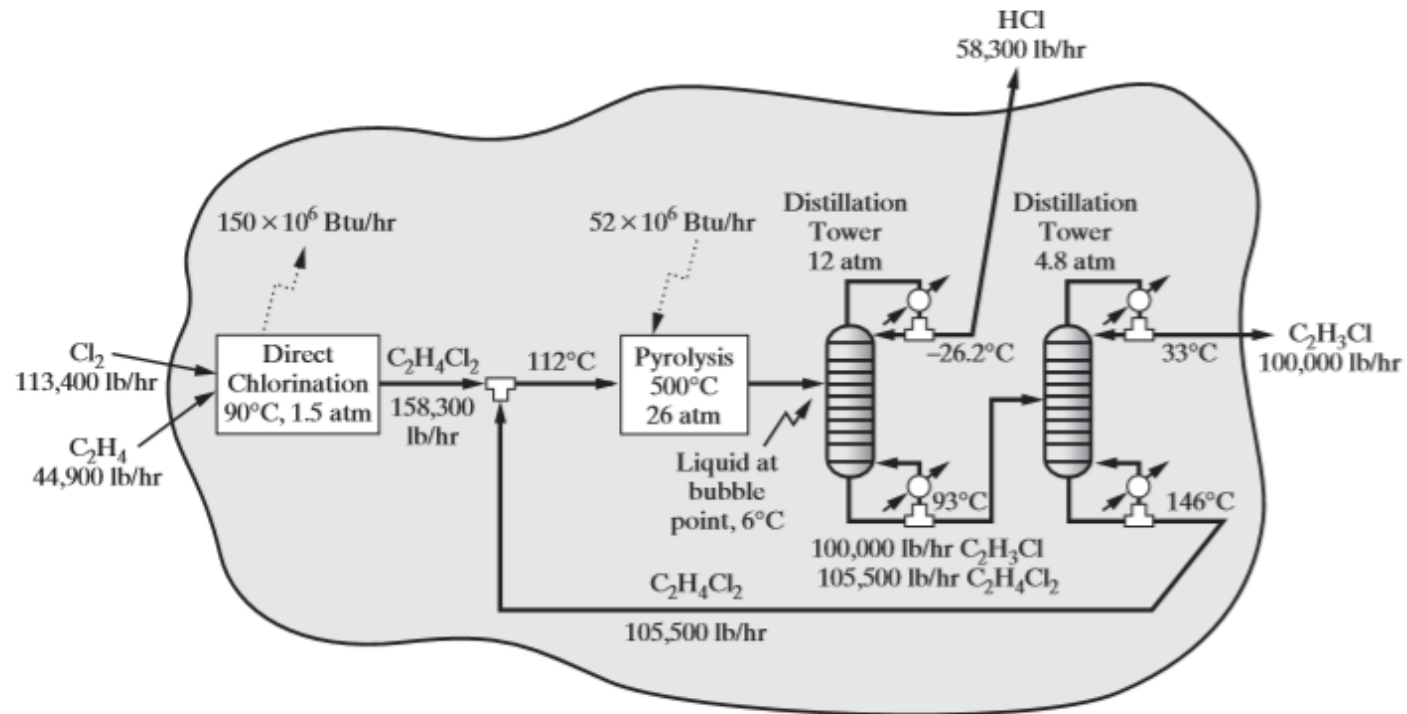 HCl
58,300 lb/hr
Distillation
Tower
12 atm
Distillation
Tower
4.8 atm
150 × 10⁶ Btu/hr
52 × 10⁶ Btu/hr
Cl₂
113,400 lb/hr
C₂H₄
44,900 lb/hr
Direct
Chlorination
90°C, 1.5 atm
C₂H₄Cl₂
158,300
lb/hr
112°C
Pyrolysis
500°C
26 atm
Liquid at
bubble
point, 6°C
–26.2°C
93°C
100,000 lb/hr C₂H₃Cl
105,500 lb/hr C₂H₄Cl₂
33°C
C₂H₃Cl
100,000 lb/hr
146°C
C₂H₄Cl₂
105,500 lb/hr